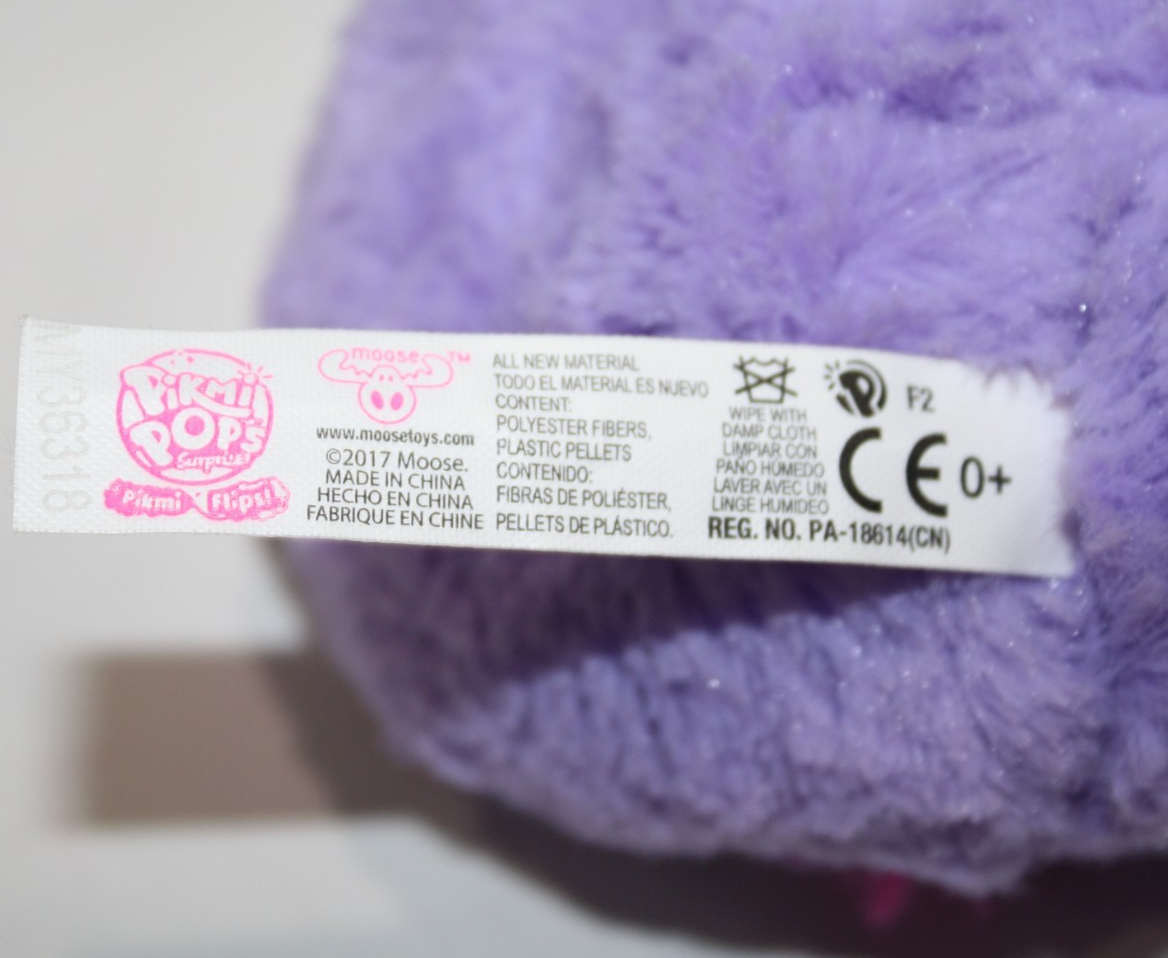 WY36318
PiKMi
POPS
Surprise!
Pikmi Flips!
moose™
www.moosetoys.com
©2017 Moose.
MADE IN CHINA
HECHO EN CHINA
FABRIQUE EN CHINE
ALL NEW MATERIAL
TODO EL MATERIAL ES NUEVO
CONTENT:
POLYESTER FIBERS,
PLASTIC PELLETS
CONTENIDO:
FIBRAS DE POLIÉSTER,
PELLETS DE PLÁSTICO.
WIPE WITH
DAMP CLOTH
LIMPIAR CON
PAÑO HÚMEDO
LAVER AVEC UN
LINGE HUMIDEO
REG. NO. PA-18614(CN)
P F2
CE 0+